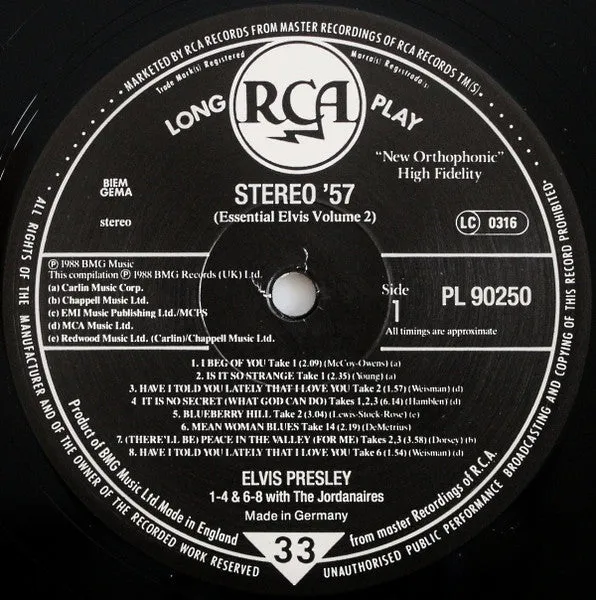 MARKETED BY RCA RECORDS FROM MASTER RECORDINGS OF RCA RECORDS TM(S).
Trade Mark(s) Registered
Marca(s) Registrada(s)
LONG RCA PLAY
"New Orthophonic"
High Fidelity
BIEM
GEMA
STEREO '57
(Essential Elvis Volume 2)
stereo
LC 0316
℗ 1988 BMG Music
This compilation ℗ 1988 BMG Records (UK) Ltd.
(a) Carlin Music Corp.
(b) Chappell Music Ltd.
(c) EMI Music Publishing Ltd./MCPS
(d) MCA Music Ltd.
(e) Redwood Music Ltd. (Carlin)/Chappell Music Ltd.
Side
1
PL 90250
All timings are approximate
1. I BEG OF YOU Take 1 (2.09) (McCoy-Owens) (a)
2. IS IT SO STRANGE Take 1 (2.35) (Young) (a)
3. HAVE I TOLD YOU LATELY THAT I LOVE YOU Take 2 (1.57) (Weisman) (d)
4 IT IS NO SECRET (WHAT GOD CAN DO) Takes 1,2,3 (6.14) (Hamblen) (d)
5. BLUEBERRY HILL Take 2 (3.04) (Lewis-Stock-Rose) (e)
6. MEAN WOMAN BLUES Take 14 (2.19) (DeMetrius)
7. (THERE'LL BE) PEACE IN THE VALLEY (FOR ME) Takes 2,3 (3.58) (Dorsey) (b)
8. HAVE I TOLD YOU LATELY THAT I LOVE YOU Take 6 (1.54) (Weisman) (d)
ELVIS PRESLEY
1-4 & 6-8 with The Jordanaires
Made in Germany
Product of BMG Music Ltd. Made in England
from master Recordings of R.C.A.
33
ALL RIGHTS OF THE MANUFACTURER AND OF THE OWNER OF THE RECORDED WORK RESERVED
UNAUTHORISED PUBLIC PERFORMANCE BROADCASTING AND COPYING OF THIS RECORD PROHIBITED